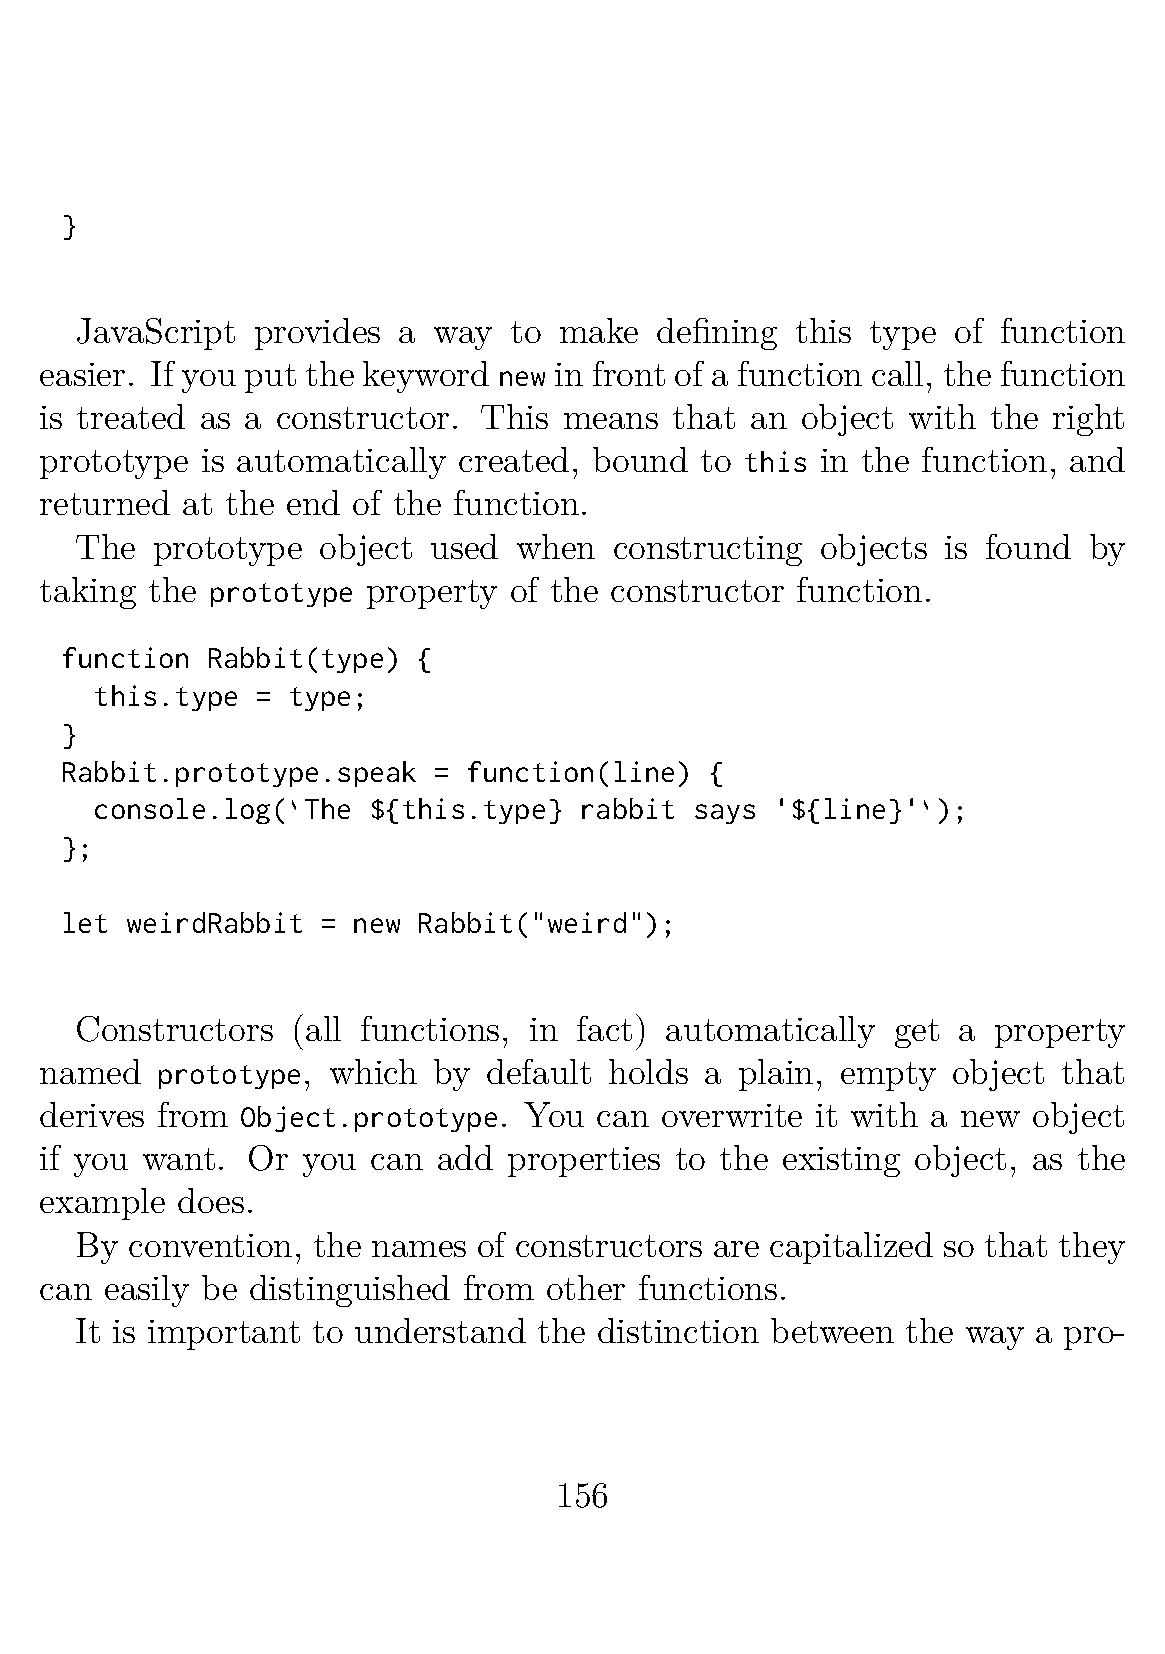 }
JavaScript provides a way to make defining this type of function
easier. If you put the keyword new in front of a function call, the function
is treated as a constructor. This means that an object with the right
prototype is automatically created, bound to this in the function, and
returned at the end of the function.
The prototype object used when constructing objects is found by
taking the prototype property of the constructor function.
function Rabbit(type) {
  this.type = type;
}
Rabbit.prototype.speak = function(line) {
  console.log(`The ${this.type} rabbit says '${line}'`);
};
let weirdRabbit = new Rabbit("weird");
Constructors (all functions, in fact) automatically get a property
named prototype, which by default holds a plain, empty object that
derives from Object.prototype. You can overwrite it with a new object
if you want. Or you can add properties to the existing object, as the
example does.
By convention, the names of constructors are capitalized so that they
can easily be distinguished from other functions.
It is important to understand the distinction between the way a pro-
156